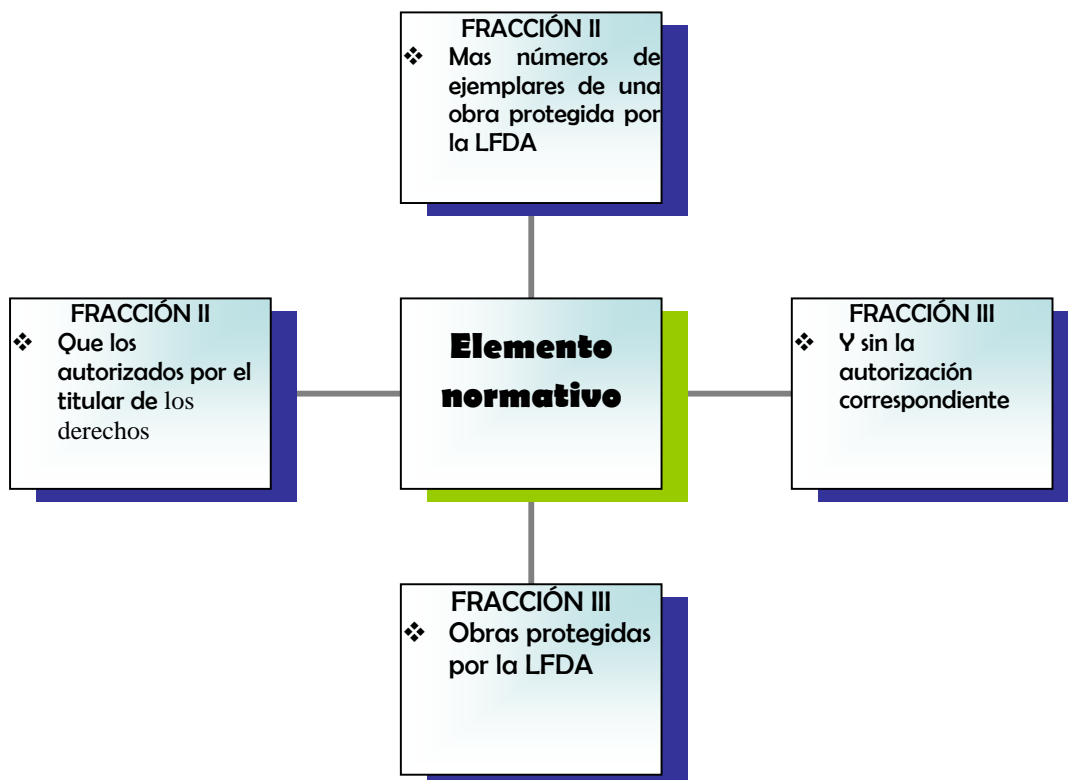 FRACCIÓN II
❖ Mas números de
ejemplares de una
obra protegida por
la LFDA
FRACCIÓN II
❖ Que los
autorizados por el
titular de los
derechos
Elemento
normativo
FRACCIÓN III
❖ Y sin la
autorización
correspondiente
FRACCIÓN III
❖ Obras protegidas
por la LFDA